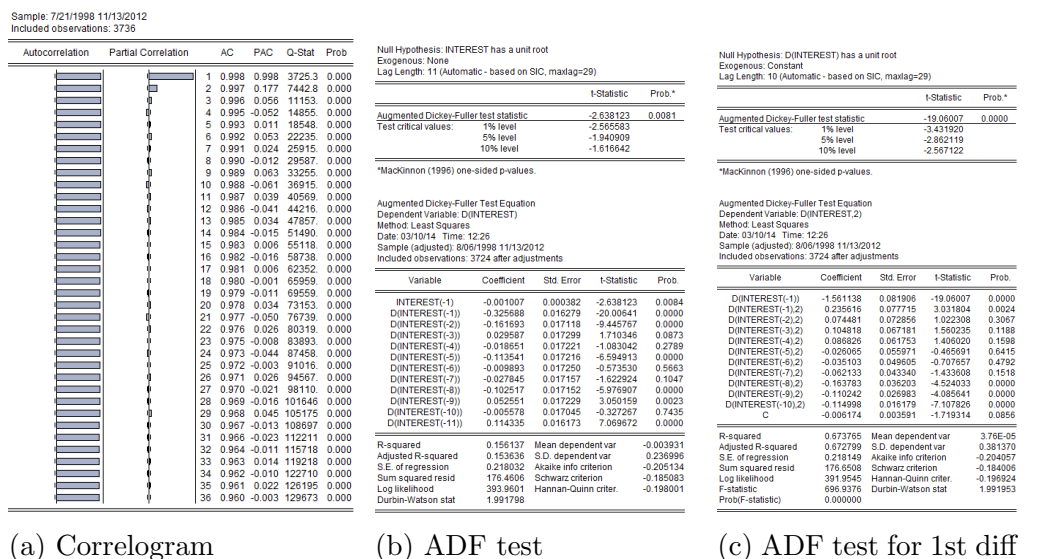 Sample: 7/21/1998 11/13/2012
Included observations: 3736
Autocorrelation Partial Correlation AC PAC Q-Stat Prob
1 0.998 0.998 3725.3 0.000
2 0.997 0.177 7442.8 0.000
3 0.996 0.056 11153. 0.000
4 0.995 -0.052 14855. 0.000
5 0.993 0.011 18548. 0.000
6 0.992 0.053 22235. 0.000
7 0.991 0.024 25915. 0.000
8 0.990 -0.012 29587. 0.000
9 0.989 0.063 33255. 0.000
10 0.988 -0.061 36915. 0.000
11 0.987 0.039 40569. 0.000
12 0.986 -0.041 44216. 0.000
13 0.985 0.034 47857. 0.000
14 0.984 -0.015 51490. 0.000
15 0.983 0.006 55118. 0.000
16 0.982 -0.016 58738. 0.000
17 0.981 0.006 62352. 0.000
18 0.980 -0.001 65959. 0.000
19 0.979 -0.011 69559. 0.000
20 0.978 0.034 73153. 0.000
21 0.977 -0.050 76739. 0.000
22 0.976 0.026 80319. 0.000
23 0.975 -0.008 83893. 0.000
24 0.973 -0.044 87458. 0.000
25 0.972 -0.003 91016. 0.000
26 0.971 0.026 94567. 0.000
27 0.970 -0.021 98110. 0.000
28 0.969 -0.016 101646 0.000
29 0.968 0.045 105175 0.000
30 0.967 -0.013 108697 0.000
31 0.966 -0.023 112211 0.000
32 0.964 -0.011 115718 0.000
33 0.963 0.014 119218 0.000
34 0.962 -0.010 122710 0.000
35 0.961 0.022 126195 0.000
36 0.960 -0.003 129673 0.000
(a) Correlogram
Null Hypothesis: INTEREST has a unit root
Exogenous: None
Lag Length: 11 (Automatic - based on SIC, maxlag=29)
t-Statistic Prob.*
Augmented Dickey-Fuller test statistic -2.638123 0.0081
Test critical values: 1% level -2.565583
5% level -1.940909
10% level -1.616642
*MacKinnon (1996) one-sided p-values.
Augmented Dickey-Fuller Test Equation
Dependent Variable: D(INTEREST)
Method: Least Squares
Date: 03/10/14 Time: 12:26
Sample (adjusted): 8/06/1998 11/13/2012
Included observations: 3724 after adjustments
Variable Coefficient Std. Error t-Statistic Prob.
INTEREST(-1) -0.001007 0.000382 -2.638123 0.0084
D(INTEREST(-1)) -0.325688 0.016279 -20.00641 0.0000
D(INTEREST(-2)) -0.161693 0.017118 -9.445767 0.0000
D(INTEREST(-3)) 0.029587 0.017299 1.710346 0.0873
D(INTEREST(-4)) -0.018651 0.017221 -1.083042 0.2789
D(INTEREST(-5)) -0.113541 0.017216 -6.594913 0.0000
D(INTEREST(-6)) -0.009893 0.017250 -0.573530 0.5663
D(INTEREST(-7)) -0.027845 0.017157 -1.622924 0.1047
D(INTEREST(-8)) -0.102517 0.017152 -5.976907 0.0000
D(INTEREST(-9)) 0.052551 0.017229 3.050159 0.0023
D(INTEREST(-10)) -0.005578 0.017045 -0.327267 0.7435
D(INTEREST(-11)) 0.114335 0.016173 7.069672 0.0000
R-squared 0.156137 Mean dependent var -0.003931
Adjusted R-squared 0.153636 S.D. dependent var 0.236996
S.E. of regression 0.218032 Akaike info criterion -0.205134
Sum squared resid 176.4606 Schwarz criterion -0.185083
Log likelihood 393.9601 Hannan-Quinn criter. -0.198001
Durbin-Watson stat 1.991798
(b) ADF test
Null Hypothesis: D(INTEREST) has a unit root
Exogenous: Constant
Lag Length: 10 (Automatic - based on SIC, maxlag=29)
t-Statistic Prob.*
Augmented Dickey-Fuller test statistic -19.06007 0.0000
Test critical values: 1% level -3.431920
5% level -2.862119
10% level -2.567122
*MacKinnon (1996) one-sided p-values.
Augmented Dickey-Fuller Test Equation
Dependent Variable: D(INTEREST,2)
Method: Least Squares
Date: 03/10/14 Time: 12:26
Sample (adjusted): 8/06/1998 11/13/2012
Included observations: 3724 after adjustments
Variable Coefficient Std. Error t-Statistic Prob.
D(INTEREST(-1)) -1.561138 0.081906 -19.06007 0.0000
D(INTEREST(-1),2) 0.235616 0.077715 3.031804 0.0024
D(INTEREST(-2),2) 0.074481 0.072856 1.022308 0.3067
D(INTEREST(-3),2) 0.104818 0.067181 1.560235 0.1188
D(INTEREST(-4),2) 0.086826 0.061753 1.406020 0.1598
D(INTEREST(-5),2) -0.026065 0.055971 -0.465691 0.6415
D(INTEREST(-6),2) -0.035103 0.049605 -0.707657 0.4792
D(INTEREST(-7),2) -0.062133 0.043340 -1.433608 0.1518
D(INTEREST(-8),2) -0.163783 0.036203 -4.524033 0.0000
D(INTEREST(-9),2) -0.110242 0.026983 -4.085641 0.0000
D(INTEREST(-10),2) -0.114998 0.016179 -7.107826 0.0000
C -0.006174 0.003591 -1.719314 0.0856
R-squared 0.673765 Mean dependent var 3.76E-05
Adjusted R-squared 0.672799 S.D. dependent var 0.381370
S.E. of regression 0.218149 Akaike info criterion -0.204057
Sum squared resid 176.6508 Schwarz criterion -0.184006
Log likelihood 391.9545 Hannan-Quinn criter. -0.196924
F-statistic 696.9376 Durbin-Watson stat 1.991953
Prob(F-statistic) 0.000000
(c) ADF test for 1st diff